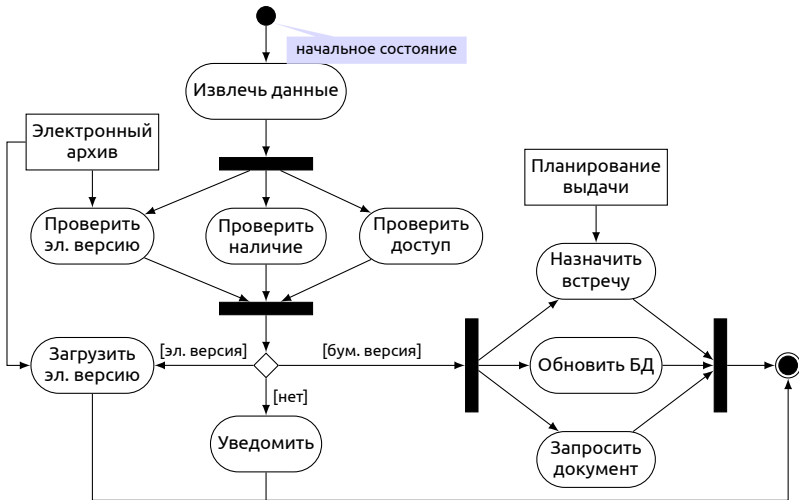 начальное состояние
Извлечь данные
Электронный
архив
Планирование
выдачи
Проверить
эл. версию
Проверить
наличие
Проверить
доступ
Назначить
встречу
Загрузить
эл. версию
[эл. версия]
[бум. версия]
Обновить БД
[нет]
Уведомить
Запросить
документ